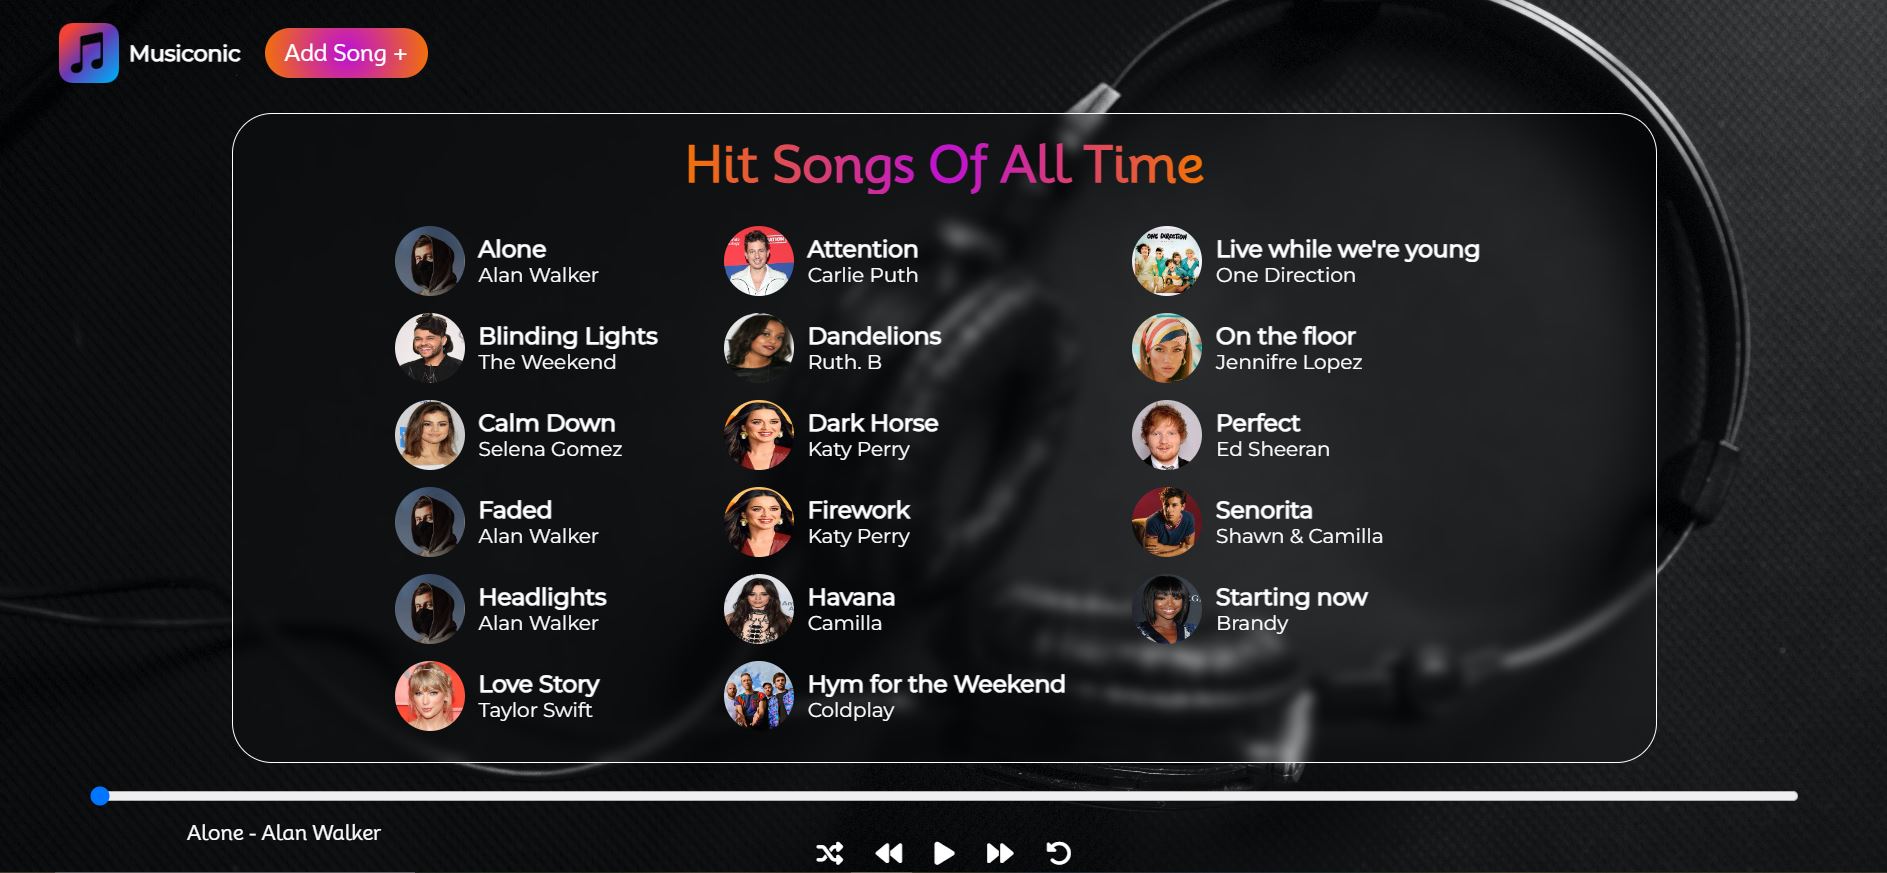 Musiconic
Add Song +
Hit Songs Of All Time
Alone
Alan Walker
Blinding Lights
The Weekend
Calm Down
Selena Gomez
Faded
Alan Walker
Headlights
Alan Walker
Love Story
Taylor Swift
Attention
Carlie Puth
Dandelions
Ruth. B
Dark Horse
Katy Perry
Firework
Katy Perry
Havana
Camilla
Hym for the Weekend
Coldplay
ONE DIRECTION
Live while we're young
One Direction
On the floor
Jennifre Lopez
Perfect
Ed Sheeran
Senorita
Shawn & Camilla
Starting now
Brandy
Alone - Alan Walker